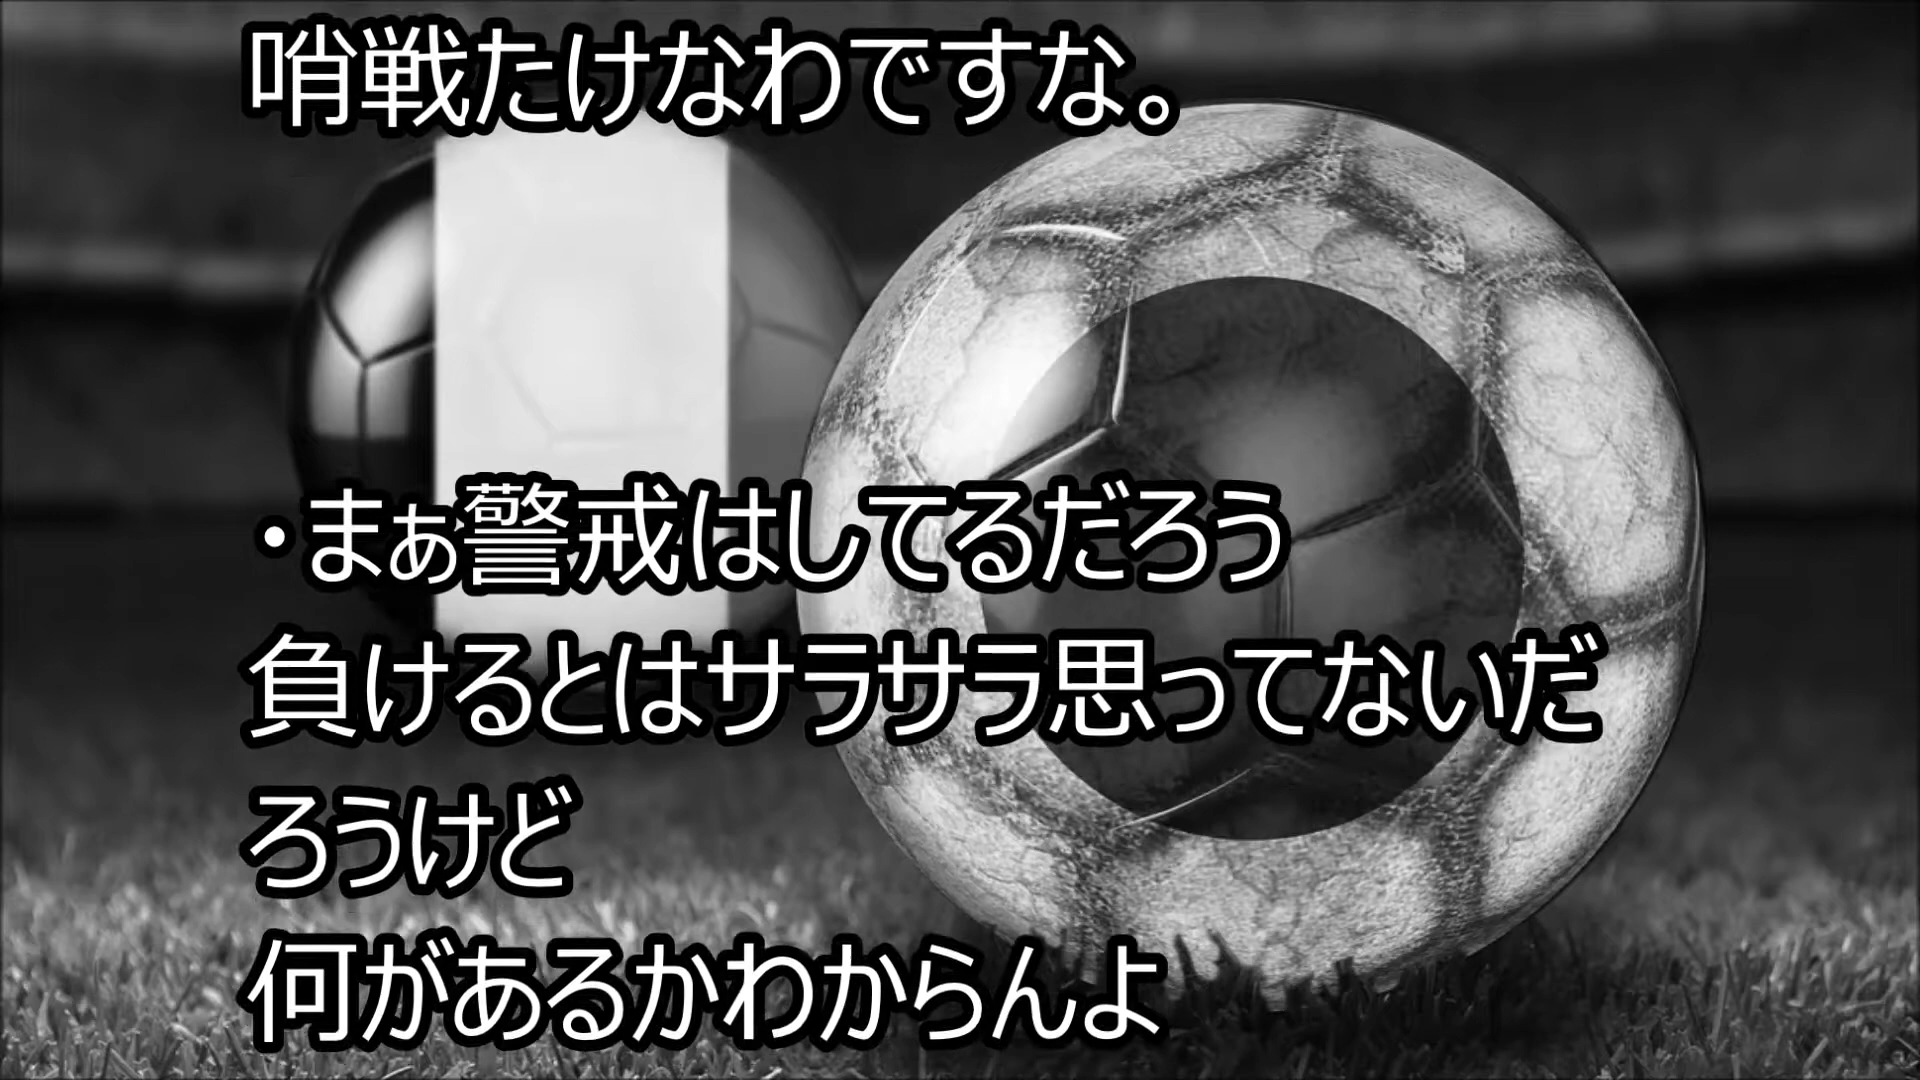 哨戦たけなわですな。
・まぁ警戒はしてるだろう
負けるとはサラサラ思ってないだ
ろうけど
何があるかわからんよ